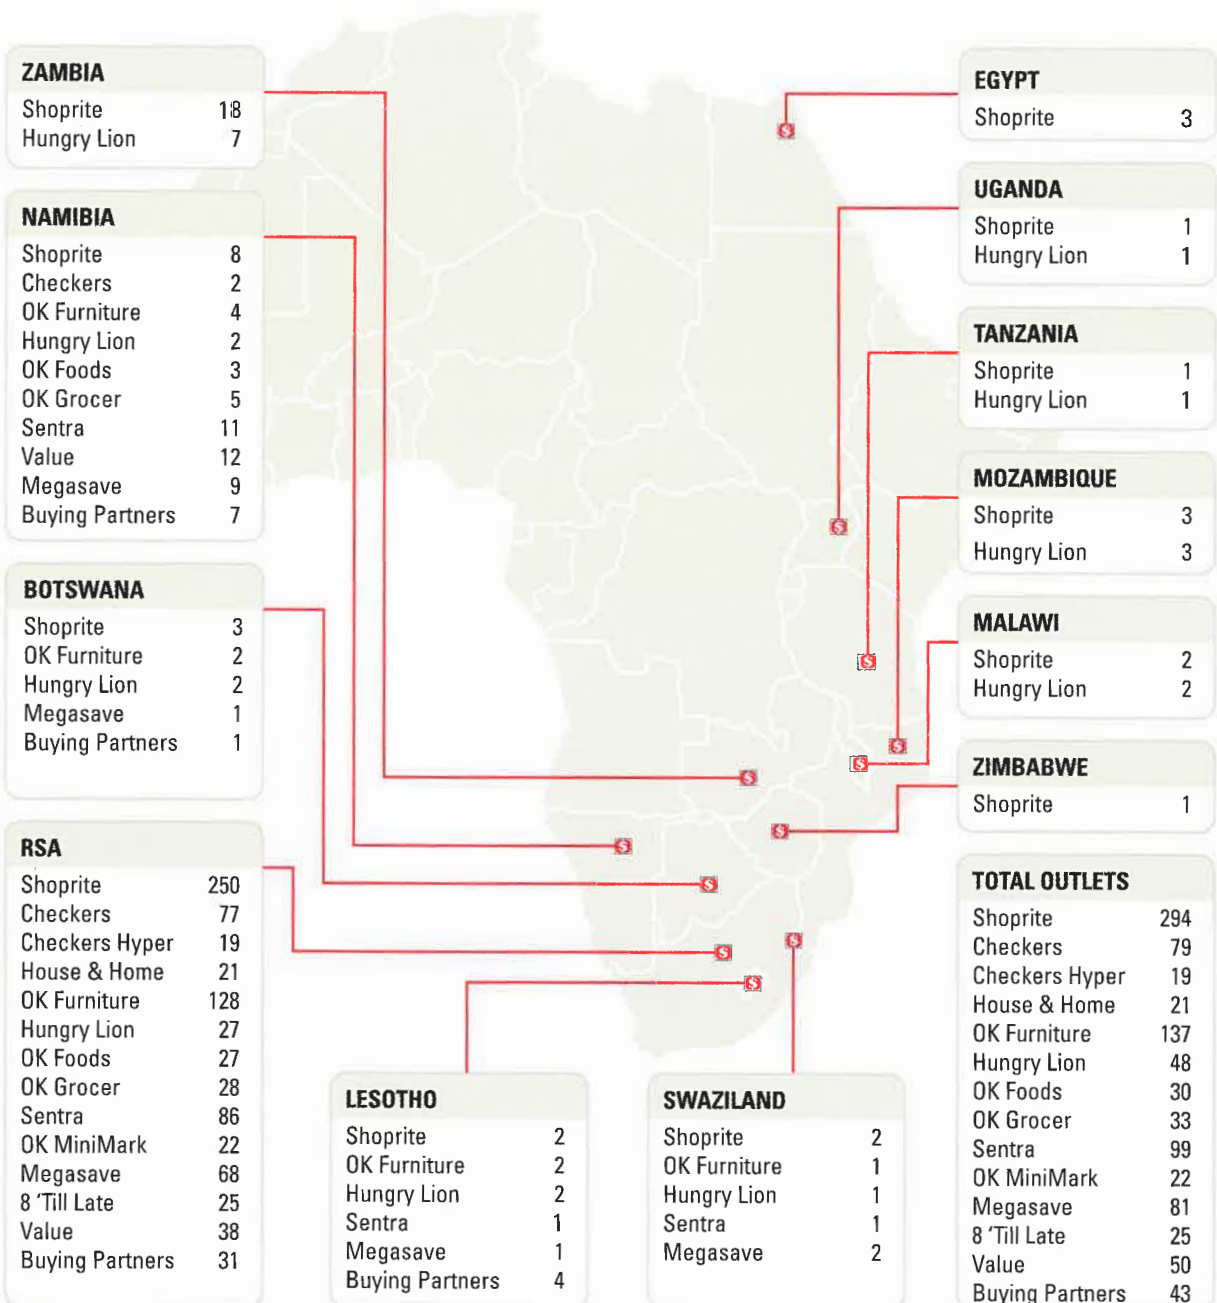 ZAMBIA
Shoprite 18
Hungry Lion 7
NAMIBIA
Shoprite 8
Checkers 2
OK Furniture 4
Hungry Lion 2
OK Foods 3
OK Grocer 5
Sentra 11
Value 12
Megasave 9
Buying Partners 7
BOTSWANA
Shoprite 3
OK Furniture 2
Hungry Lion 2
Megasave 1
Buying Partners 1
RSA
Shoprite 250
Checkers 77
Checkers Hyper 19
House & Home 21
OK Furniture 128
Hungry Lion 27
OK Foods 27
OK Grocer 28
Sentra 86
OK MiniMark 22
Megasave 68
8 ‘Till Late 25
Value 38
Buying Partners 31
LESOTHO
Shoprite 2
OK Furniture 2
Hungry Lion 2
Sentra 1
Megasave 1
Buying Partners 4
SWAZILAND
Shoprite 2
OK Furniture 1
Hungry Lion 1
Sentra 1
Megasave 2
EGYPT
Shoprite 3
UGANDA
Shoprite 1
Hungry Lion 1
TANZANIA
Shoprite 1
Hungry Lion 1
MOZAMBIQUE
Shoprite 3
Hungry Lion 3
MALAWI
Shoprite 2
Hungry Lion 2
ZIMBABWE
Shoprite 1
TOTAL OUTLETS
Shoprite 294
Checkers 79
Checkers Hyper 19
House & Home 21
OK Furniture 137
Hungry Lion 48
OK Foods 30
OK Grocer 33
Sentra 99
OK MiniMark 22
Megasave 81
8 ‘Till Late 25
Value 50
Buying Partners 43